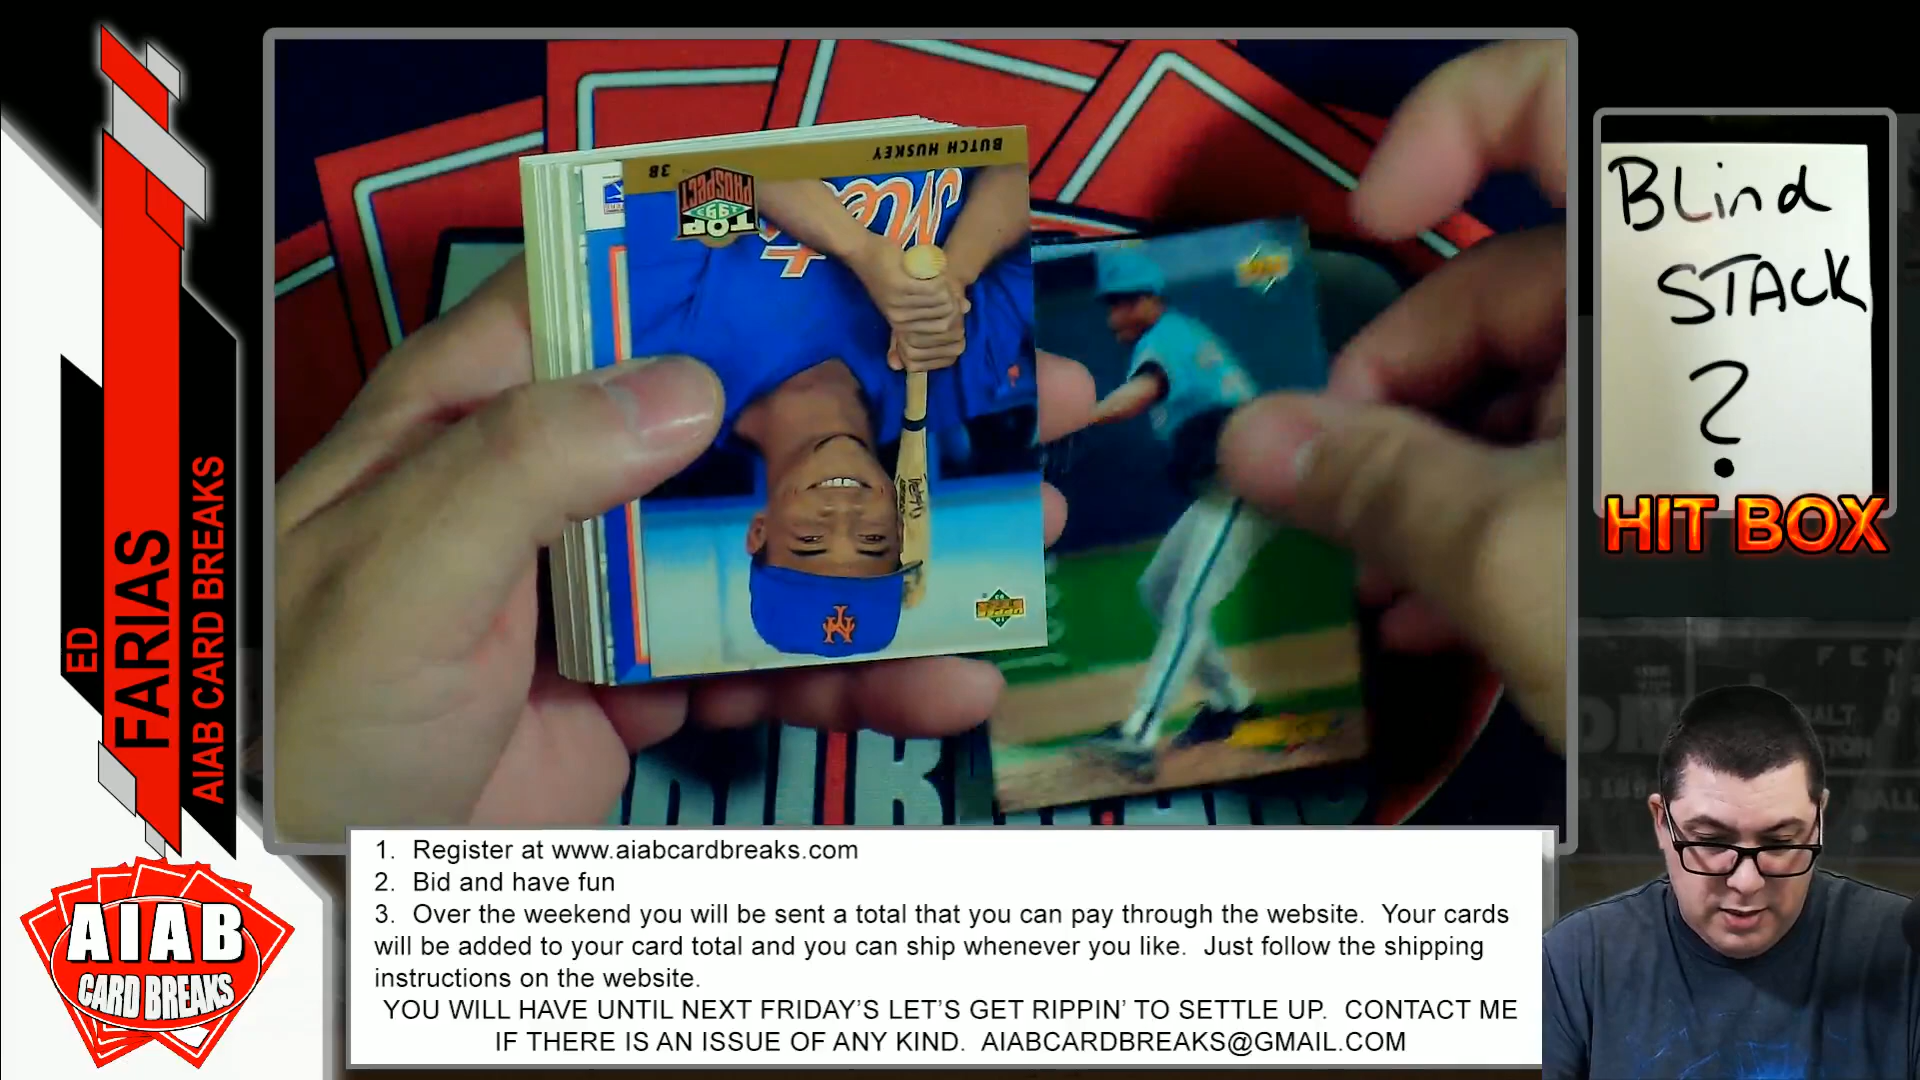 ED
FARIAS
AIAB CARD BREAKS
AIAB
CARD BREAKS
BUTCH HUSKEY
3B
TOP
1993
PROSPECT
Mets
BLind
STACK
?
HIT BOX
1. Register at www.aiabcardbreaks.com
2. Bid and have fun
3. Over the weekend you will be sent a total that you can pay through the website. Your cards
will be added to your card total and you can ship whenever you like. Just follow the shipping
instructions on the website.
YOU WILL HAVE UNTIL NEXT FRIDAY'S LET'S GET RIPPIN' TO SETTLE UP. CONTACT ME
IF THERE IS AN ISSUE OF ANY KIND. AIABCARDBREAKS@GMAIL.COM